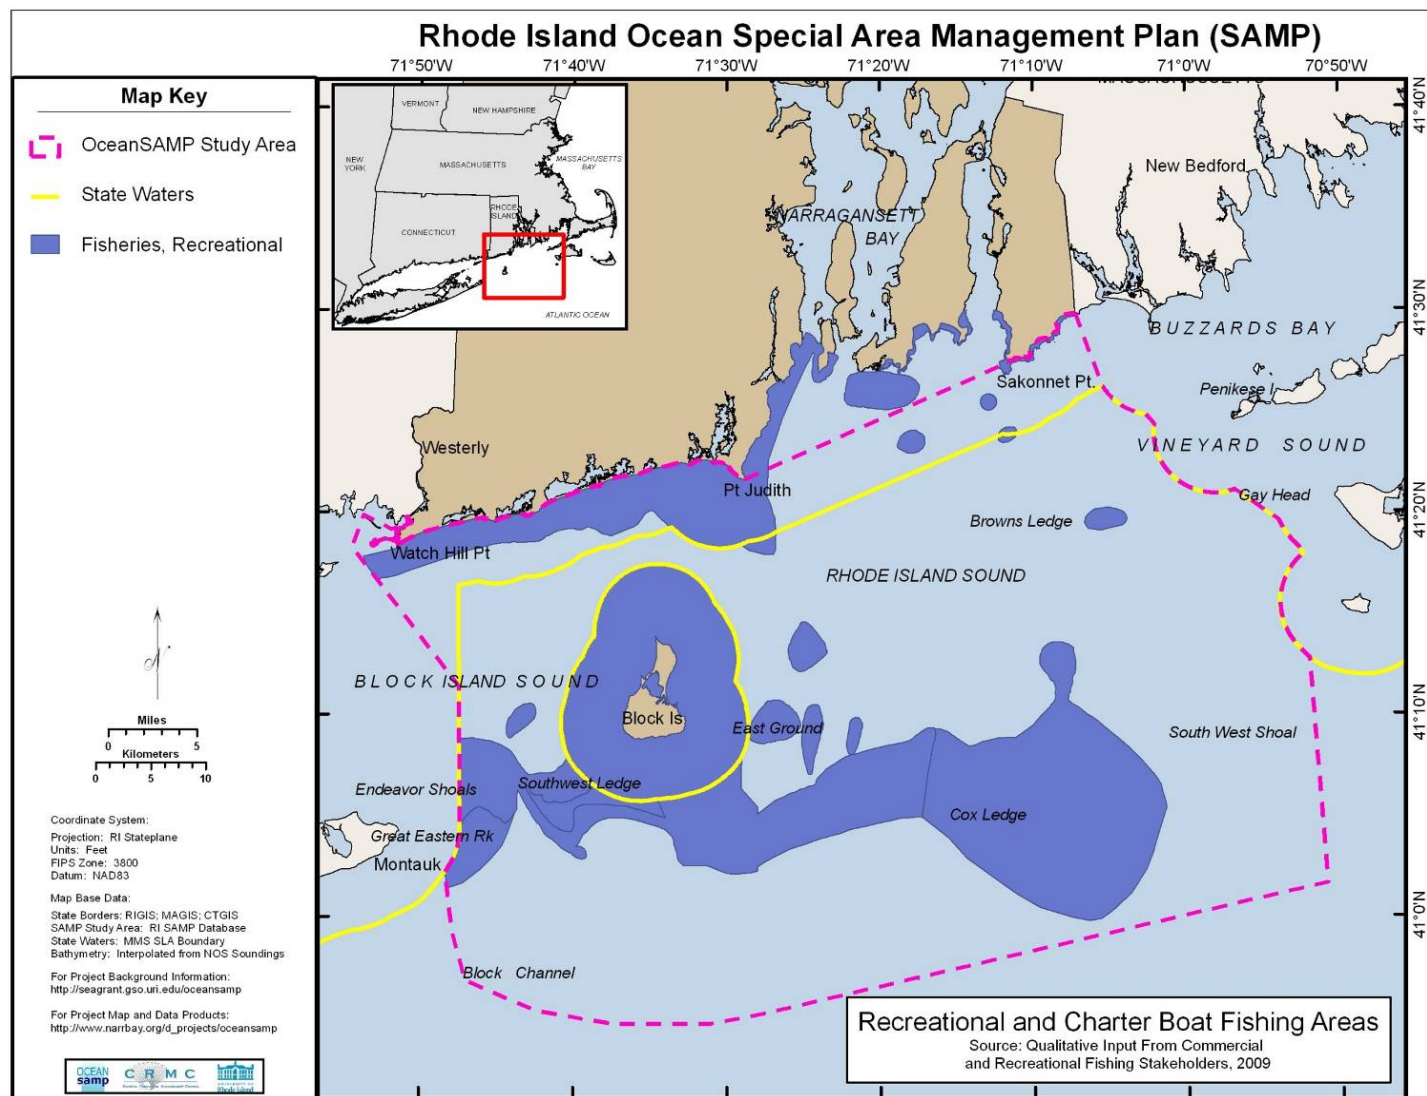 Rhode Island Ocean Special Area Management Plan (SAMP)
71°50'W 71°40'W 71°30'W 71°20'W 71°10'W 71°0'W 70°50'W
Map Key
OceanSAMP Study Area
State Waters
Fisheries, Recreational
VERMONT
NEW HAMPSHIRE
NEW YORK
MASSACHUSETTS
MASSACHUSETTS BAY
RHODE ISLAND
CONNECTICUT
ATLANTIC OCEAN
MASSACHUSETTS
41°40'N
New Bedford
NARRAGANSETT
BAY
41°30'N
BUZZARDS BAY
Sakonnet Pt.
Penikese I
Westerly
VINEYARD SOUND
Pt Judith
Gay Head
41°20'N
Browns Ledge
Watch Hill Pt
RHODE ISLAND SOUND
BLOCK ISLAND SOUND
Block Is
41°10'N
East Ground
South West Shoal
Endeavor Shoals
Southwest Ledge
Cox Ledge
Great Eastern Rk
Montauk
41°0'N
Block Channel
N
Miles
0 5
Kilometers
0 5 10
Coordinate System:
Projection: RI Stateplane
Units: Feet
FIPS Zone: 3800
Datum: NAD83
Map Base Data:
State Borders: RIGIS; MAGIS; CTGIS
SAMP Study Area: RI SAMP Database
State Waters: MMS SLA Boundary
Bathymetry: Interpolated from NOS Soundings
For Project Background Information:
http://seagrant.gso.uri.edu/oceansamp
For Project Map and Data Products:
http://www.narrbay.org/d_projects/oceansamp
OCEAN
samp
CRMC
Rhode Island
Recreational and Charter Boat Fishing Areas
Source: Qualitative Input From Commercial
and Recreational Fishing Stakeholders, 2009